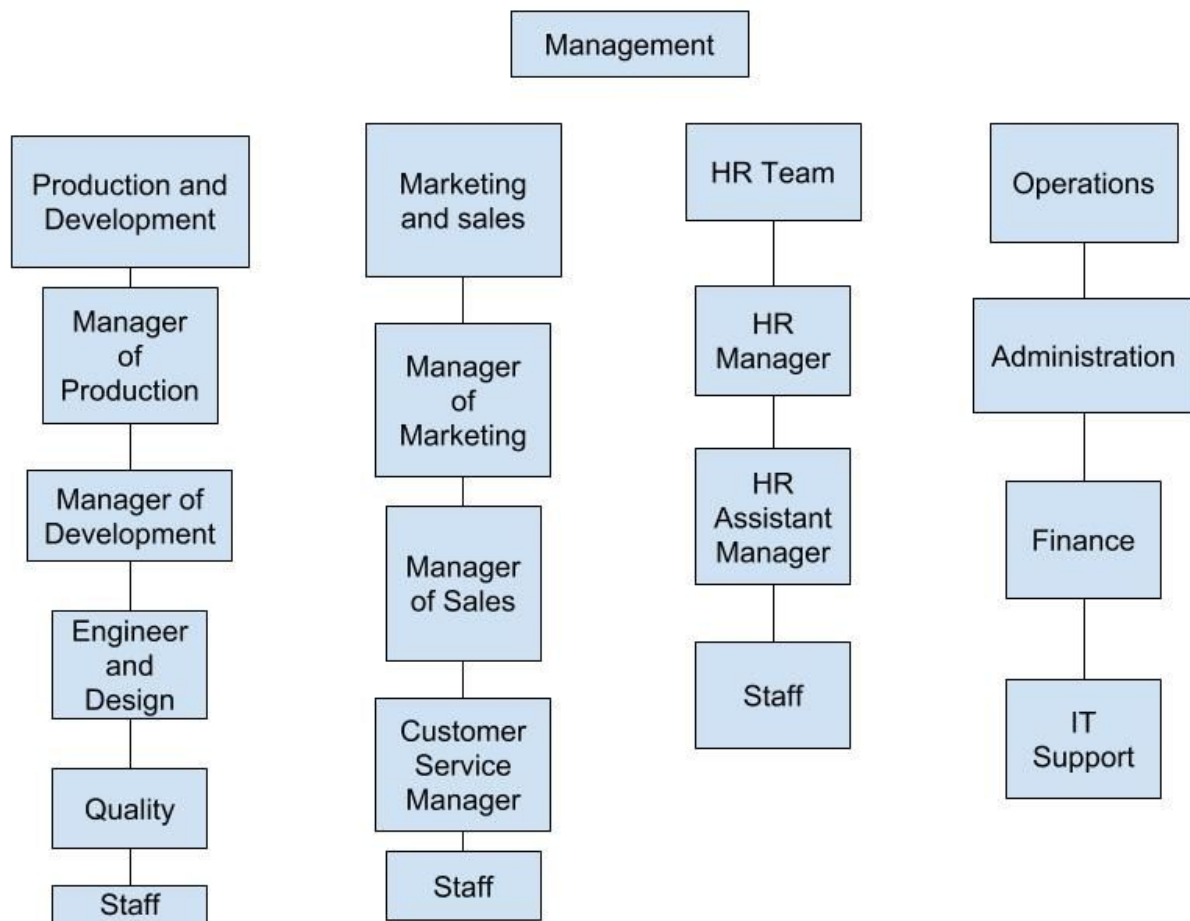 Management
Production and
Development
Manager
of
Production
Manager of
Development
Engineer
and
Design
Quality
Staff
Marketing
and sales
Manager
of
Marketing
Manager
of Sales
Customer
Service
Manager
Staff
HR Team
HR
Manager
HR
Assistant
Manager
Staff
Operations
Administration
Finance
IT
Support